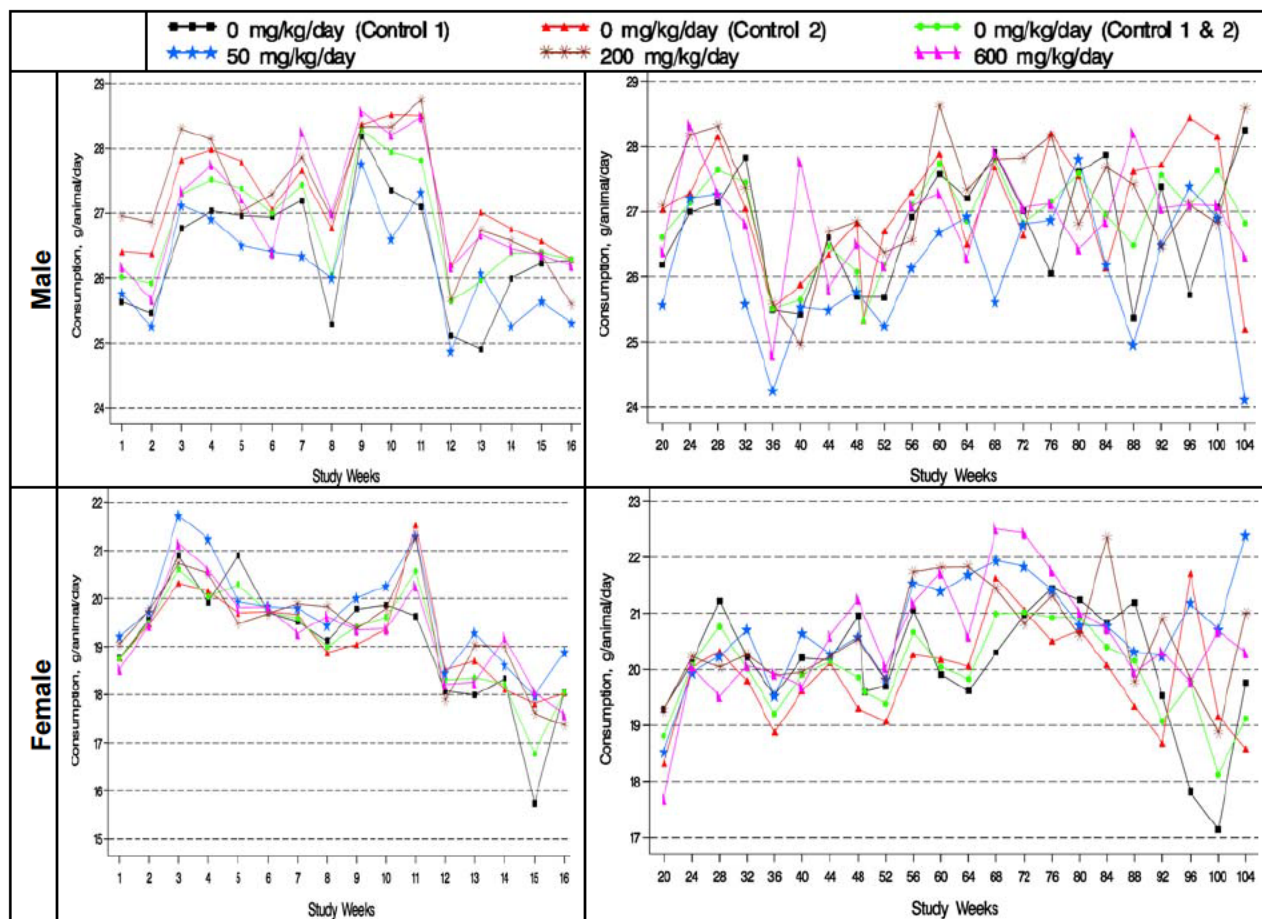 0 mg/kg/day (Control 1) 0 mg/kg/day (Control 2) 0 mg/kg/day (Control 1 & 2)
50 mg/kg/day 200 mg/kg/day 600 mg/kg/day
Male
Consumption, g/animal/day
29
28
27
26
25
24
1 2 3 4 5 6 7 8 9 10 11 12 13 14 15 16
Study Weeks
Consumption, g/animal/day
29
28
27
26
25
24
20 24 28 32 36 40 44 48 52 56 60 64 68 72 76 80 84 88 92 96 100 104
Study Weeks
Female
Consumption, g/animal/day
22
21
20
19
18
17
16
15
1 2 3 4 5 6 7 8 9 10 11 12 13 14 15 16
Study Weeks
Consumption, g/animal/day
23
22
21
20
19
18
17
20 24 28 32 36 40 44 48 52 56 60 64 68 72 76 80 84 88 92 96 100 104
Study Weeks